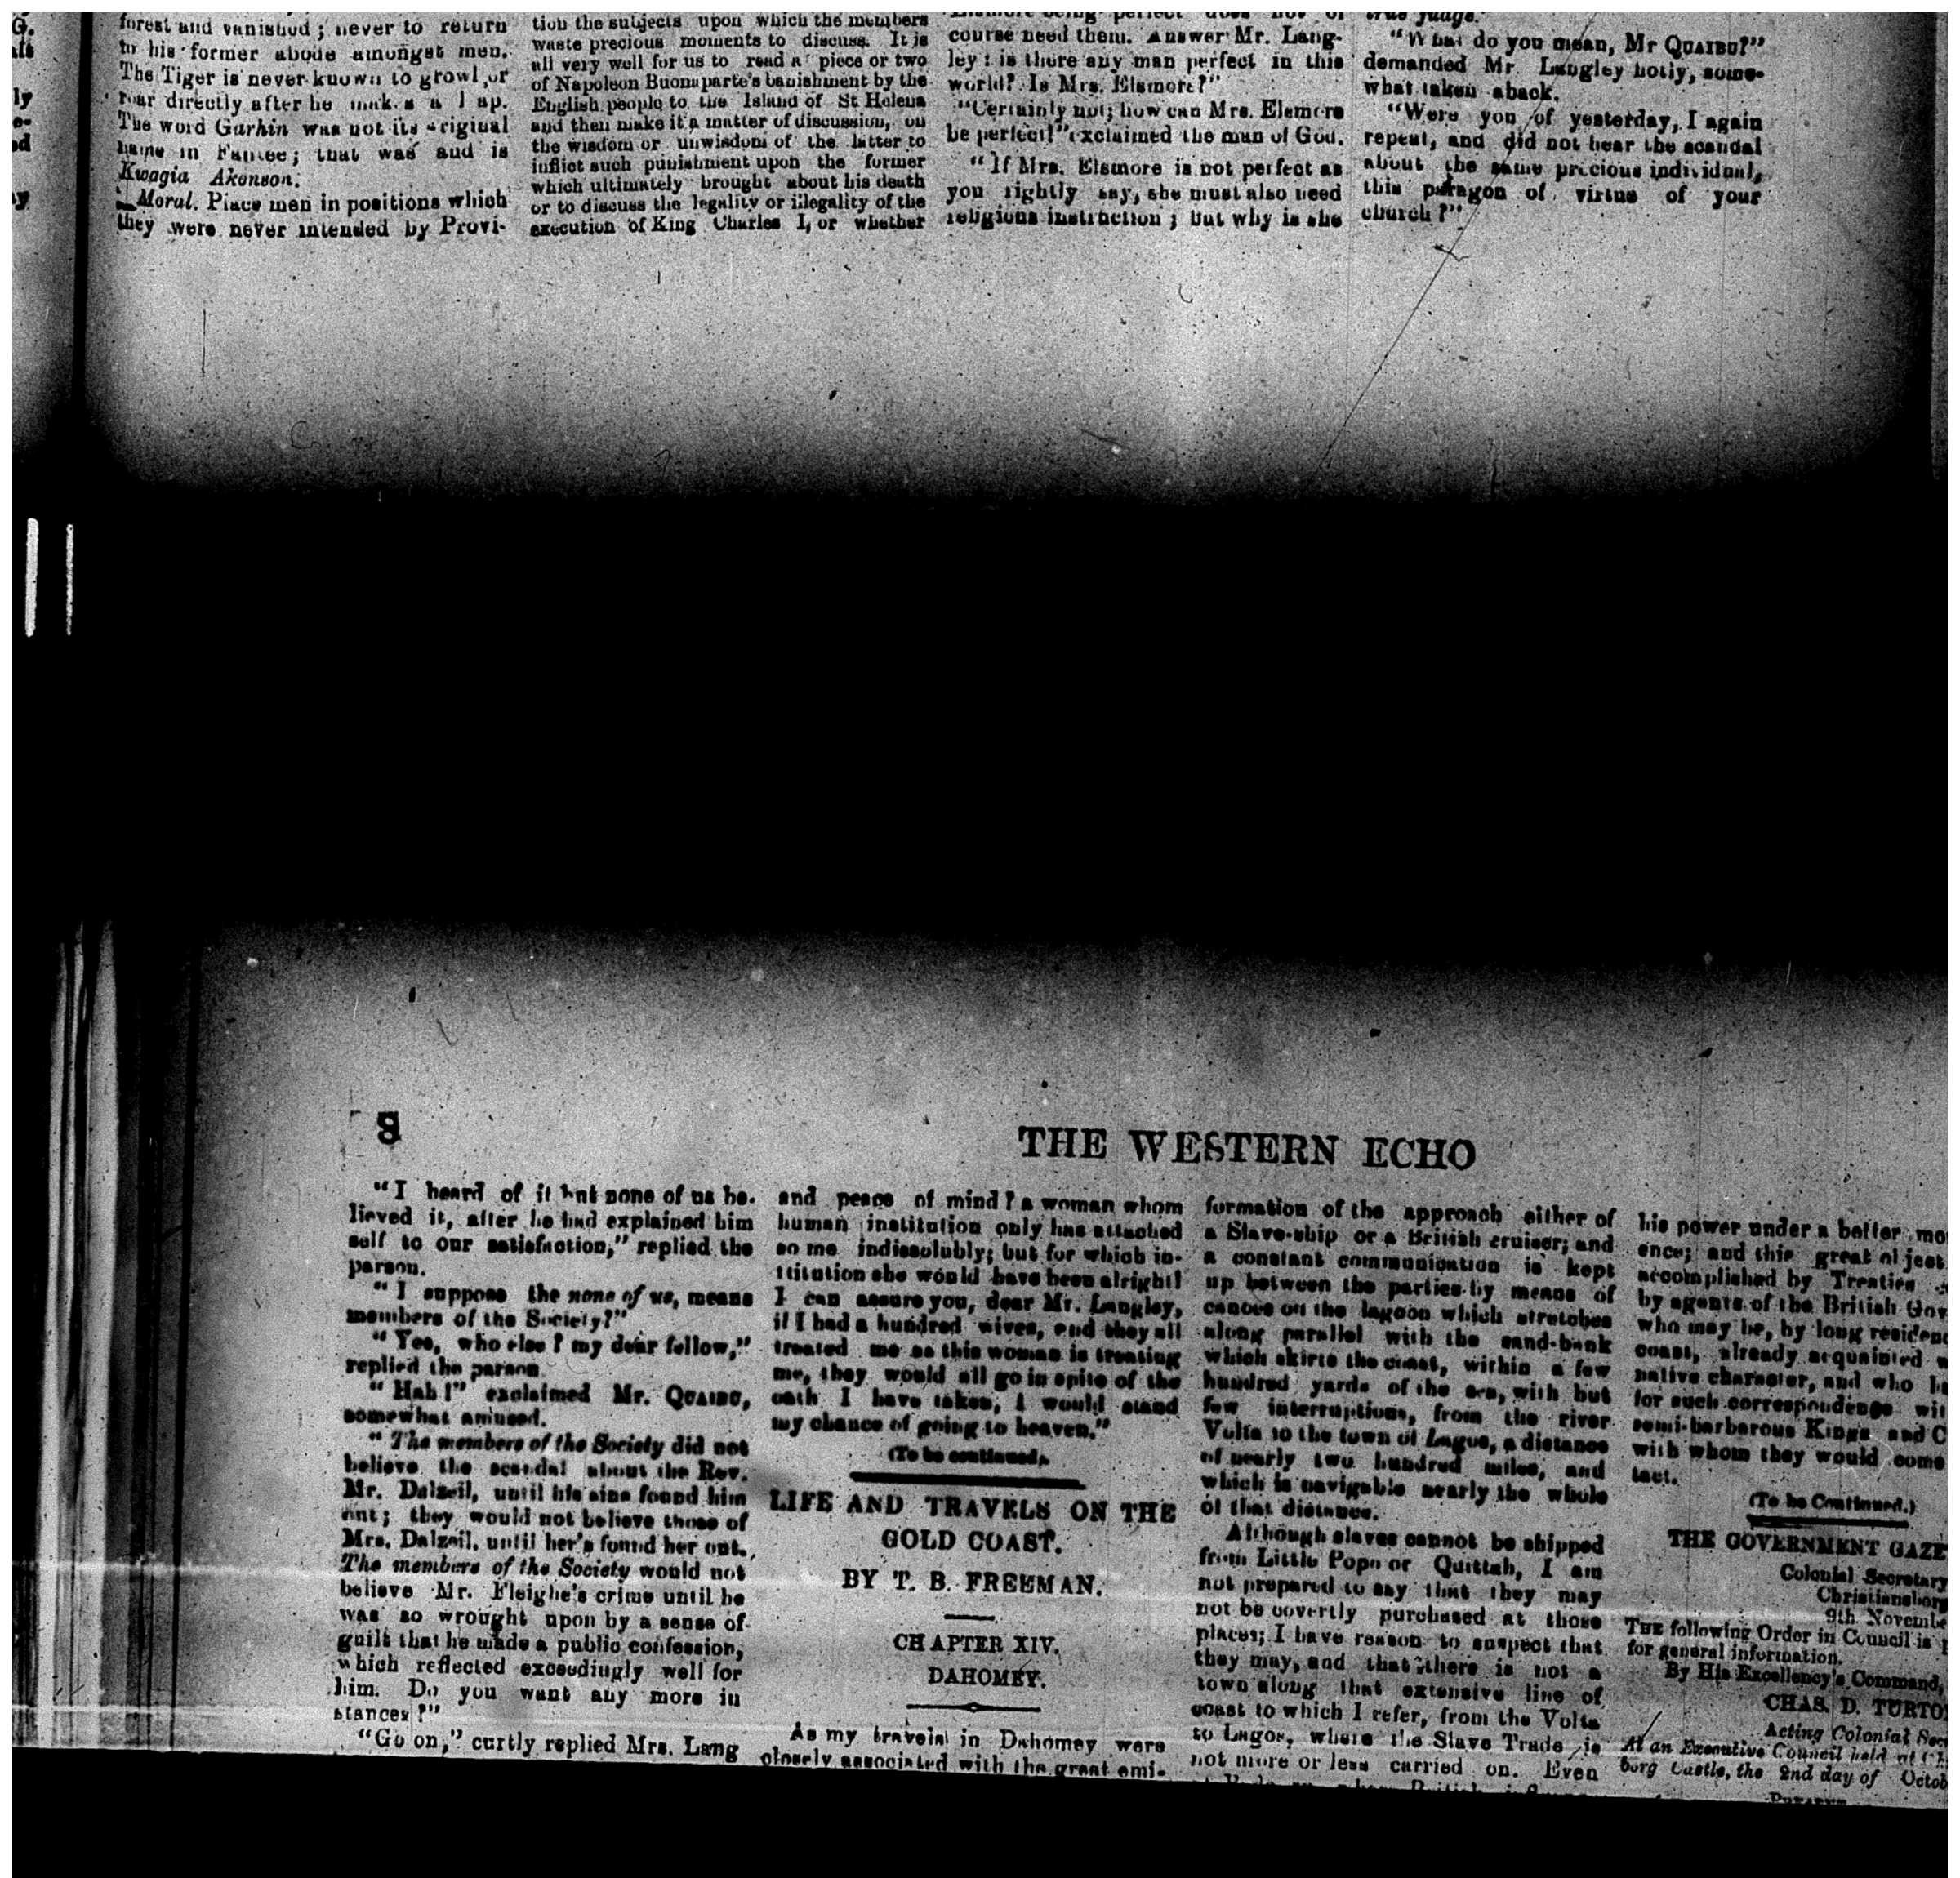 forest and vanished; never to return
to his former abode amongst men.
The Tiger is never known to growl or
roar directly after he makes a l ap.
The word Garhin was not its original
name in Fantee; that was and is
Kwagia Akonson.
Moral. Place men in positions which
they were never intended by Provi-
tion the subjects upon which the members
waste precious moments to discuss. It is
all very well for us to read a piece or two
of Napoleon Buonaparte's banishment by the
English people to the Island of St Helena
and then make it a matter of discussion, on
the wisdom or unwisdom of the latter to
inflict such punishment upon the former
which ultimately brought about his death
or to discuss the legality or illegality of the
execution of King Charles I, or whether
Elsmore being perfect does not of
course need them. Answer Mr. Lang-
ley: is there any man perfect in this
world? Is Mrs. Elsmore?"
"Certainly not; how can Mrs. Elsmore
be perfect?" exclaimed the man of God.
"If Mrs. Elsmore is not perfect as
you rightly say, she must also need
religious instruction; but why is she
true judge."
"What do you mean, Mr QUAIBU?"
demanded Mr. Langley hotly, some-
what taken aback.
"Were you of yesterday, I again
repeat, and did not hear the scandal
about the same precious individual,
this paragon of virtue of your
church?"
8
THE WESTERN ECHO
"I heard of it but none of us be-
lieved it, after he had explained him
self to our satisfaction," replied the
parson.
"I suppose the none of us, means
members of the Society?"
"Yes, who else? my dear fellow,"
replied the parson.
"Hah!" exclaimed Mr. QUAIBU,
somewhat amused.
"The members of the Society did not
believe the scandal about the Rev.
Mr. Dalzeil, until his sins found him
out; they would not believe those of
Mrs. Dalzeil, until her's found her out.
The members of the Society would not
believe Mr. Fleighe's crime until he
was so wrought upon by a sense of
guilt that he made a public confession,
which reflected exceedingly well for
him. Do you want any more in
stances?"
"Go on," curtly replied Mrs. Lang
and peace of mind? a woman whom
human institution only has attached
to me indissolubly; but for which in-
stitution she would have been alright!
I can assure you, dear Mr. Langley,
if I had a hundred wives, and they all
treated me as this woman is treating
me, they would all go in spite of the
oath I have taken, I would stand
my chance of going to heaven."
(To be continued.)
LIFE AND TRAVELS ON THE
GOLD COAST.
BY T. B. FREEMAN.
CHAPTER XIV.
DAHOMEY.
As my travels in Dahomey were
closely associated with the great emi-
formation of the approach either of
a Slave-ship or a British cruiser; and
a constant communication is kept
up between the parties by means of
canoes on the lagoon which stretches
along parallel with the sand-bank
which skirts the coast, within a few
hundred yards of the sea, with but
few interruptions, from the river
Volta to the town of Lagos, a distance
of nearly two hundred miles, and
which is navigable nearly the whole
of that distance.
Although slaves cannot be shipped
from Little Popo or Quittah, I am
not prepared to say that they may
not be covertly purchased at those
places; I have reason to suspect that
they may, and that there is not a
town along that extensive line of
coast to which I refer, from the Volta
to Lagos, where the Slave Trade is
not more or less carried on. Even
his power under a better mo
ence; and this great object
accomplished by Treaties
by agents of the British Gov
who may be, by long residen
coast, already acquainted w
native character, and who
for such correspondence wit
semi-barbarous Kings and C
with whom they would come
tact.
(To be Continued.)
THE GOVERNMENT GAZE
Colonial Secretary
Christiansborg
9th Novembe
THE following Order in Council is
for general information.
By His Excellency's Command,
CHAS. D. TURTO
Acting Colonial Sec
At an Executive Council held at Ch
borg Castle, the 2nd day of Octob